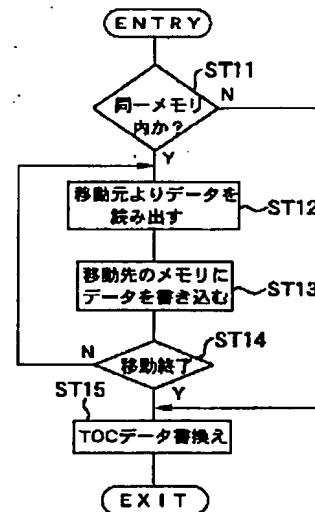 ENTRY
ST11
同一メモリ
内か?
N
Y
移動元よりデータを
読み出す
ST12
移動先のメモリに
データを書き込む
ST13
ST14
N
移動終了
ST15
Y
TOCデータ書換え
EXIT